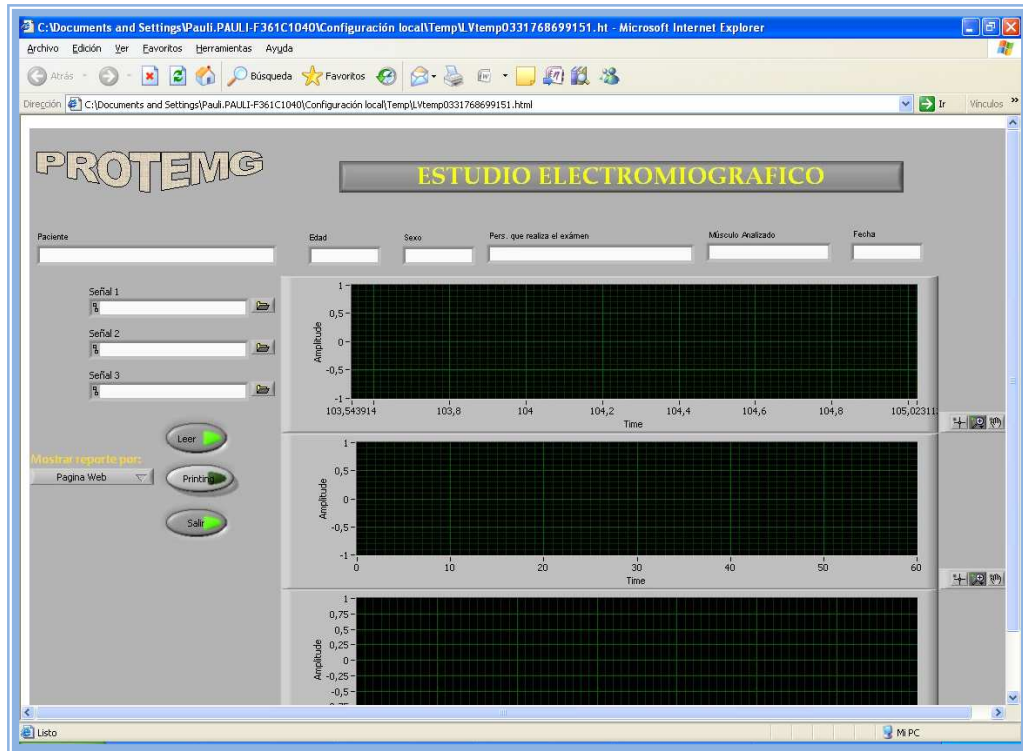 C:\Documents and Settings\Pauli.PAULI-F361C1040\Configuración local\Temp\LVtemp0331768699151.ht - Microsoft Internet Explorer
Archivo Edición Ver Favoritos Herramientas Ayuda
Atrás Búsqueda Favoritos
Dirección C:\Documents and Settings\Pauli.PAULI-F361C1040\Configuración local\Temp\LVtemp0331768699151.html Ir Vínculos »
PROTEMG
ESTUDIO ELECTROMIOGRAFICO
Paciente Edad Sexo Pers. que realiza el exámen Músculo Analizado Fecha
Señal 1
Señal 2
Señal 3
Leer
Mostrar reporte por:
Pagina Web
Printing
Salir
1
0,5
0
-0,5
-1
Amplitude
103,543914 103,8 104 104,2 104,4 104,6 104,8 105,02311
Time
1
0,5
0
-0,5
-1
Amplitude
0 10 20 30 40 50 60
Time
1
0,75
0,5
0,25
0
-0,25
-0,5
Amplitude
Listo Mi PC